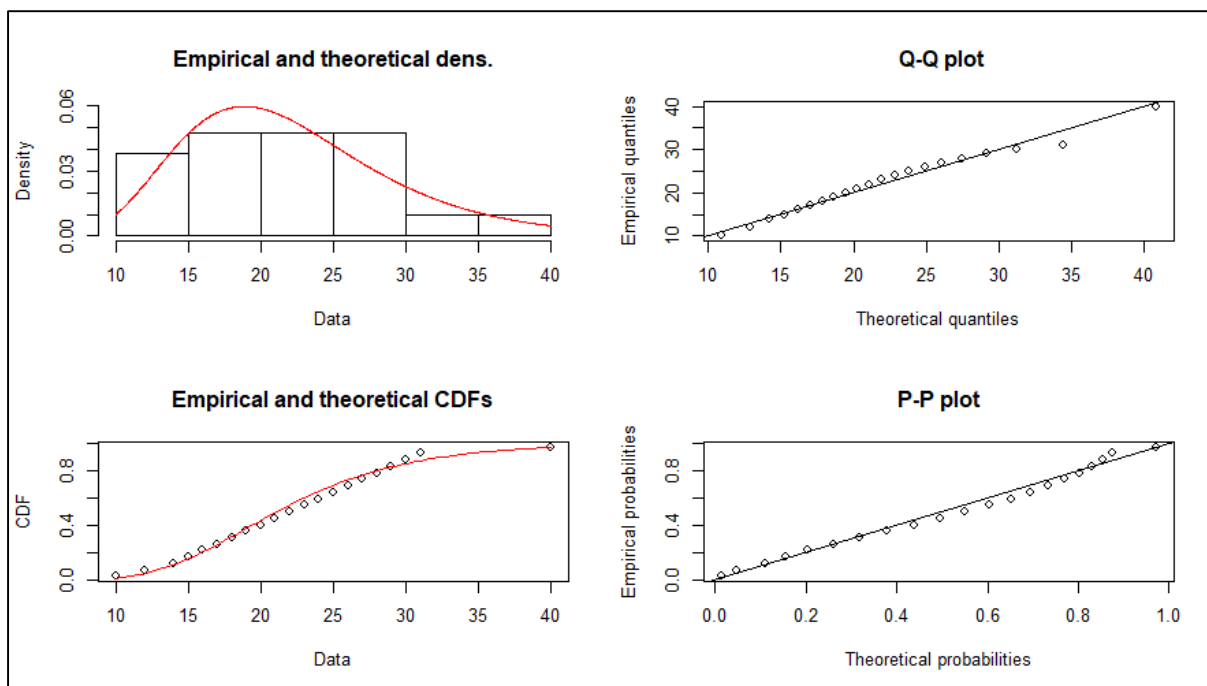 Empirical and theoretical dens.
Density
0.00 0.03 0.06
10 15 20 25 30 35 40
Data
Q-Q plot
Empirical quantiles
10 20 30 40
10 15 20 25 30 35 40
Theoretical quantiles
Empirical and theoretical CDFs
CDF
0.0 0.4 0.8
10 15 20 25 30 35 40
Data
P-P plot
Empirical probabilities
0.0 0.4 0.8
0.0 0.2 0.4 0.6 0.8 1.0
Theoretical probabilities